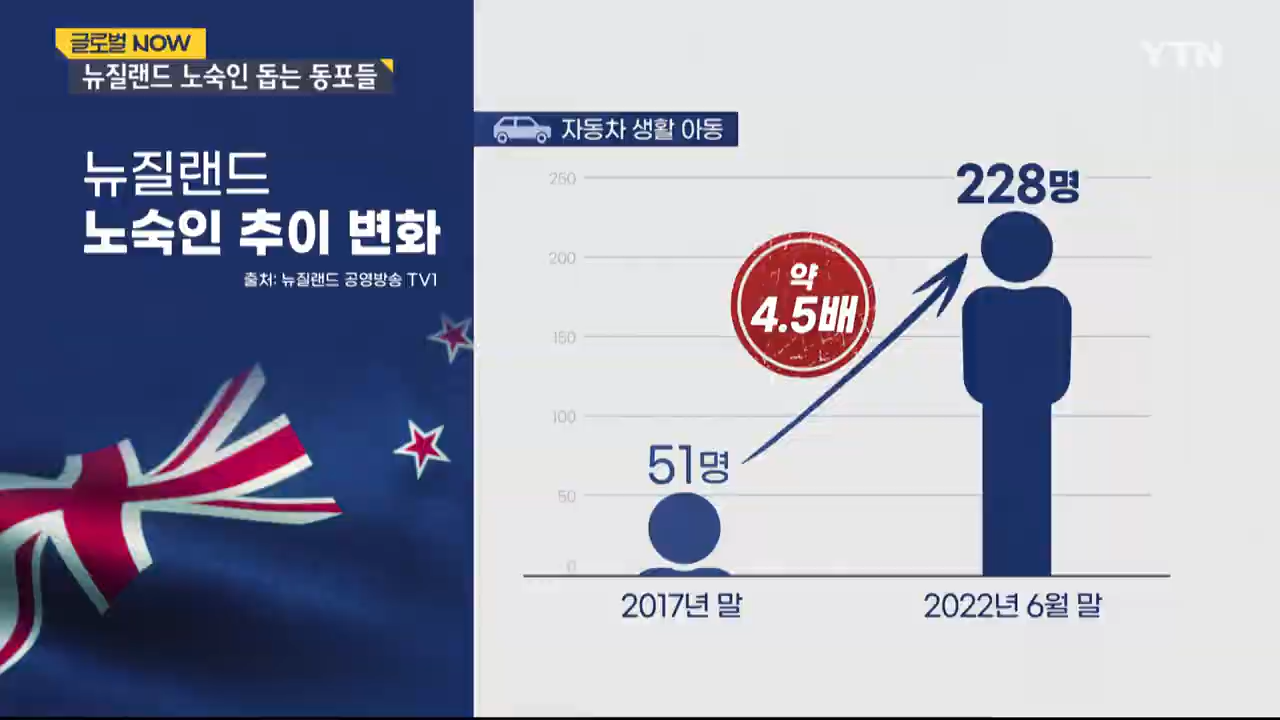 글로벌 NOW
뉴질랜드 노숙인 돕는 동포들
YTN
뉴질랜드
노숙인 추이 변화
출처: 뉴질랜드 공영방송 TV1
자동차 생활 아동
250
200
150
100
50
0
228명
약
4.5배
51명
2017년 말
2022년 6월 말